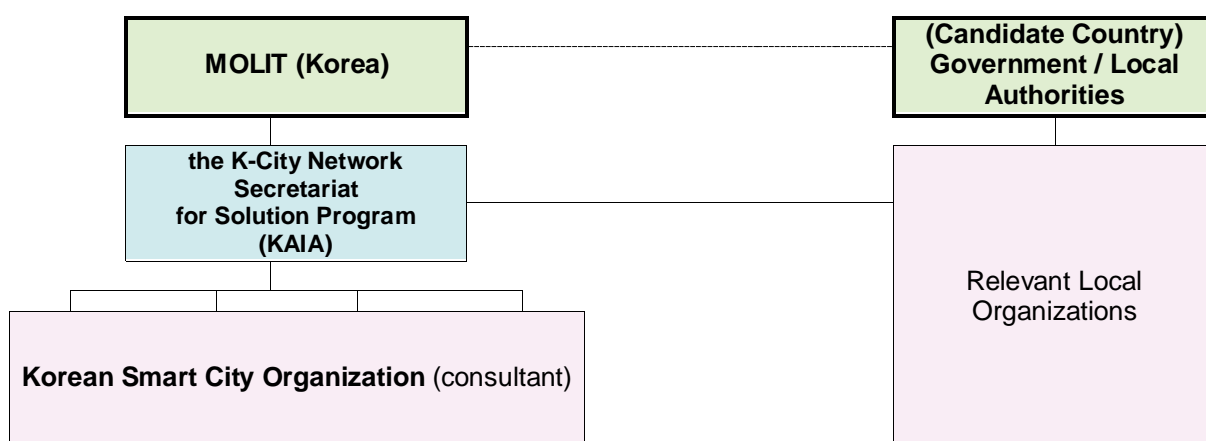 MOLIT (Korea)
(Candidate Country)
Government / Local
Authorities
the K-City Network
Secretariat
for Solution Program
(KAIA)
Relevant Local
Organizations
Korean Smart City Organization (consultant)